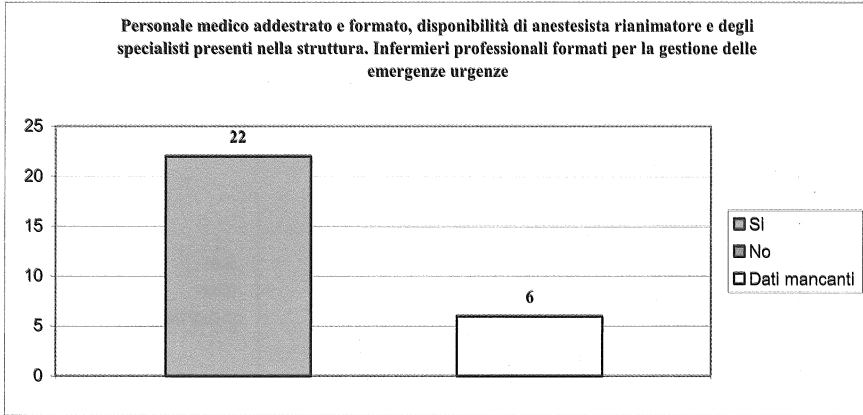 Personale medico addestrato e formato, disponibilità di anestesista rianimatore e degli
specialisti presenti nella struttura. Infermieri professionali formati per la gestione delle
emergenze urgenze
25
22
20
15
10
6
5
0
Si
No
Dati mancanti